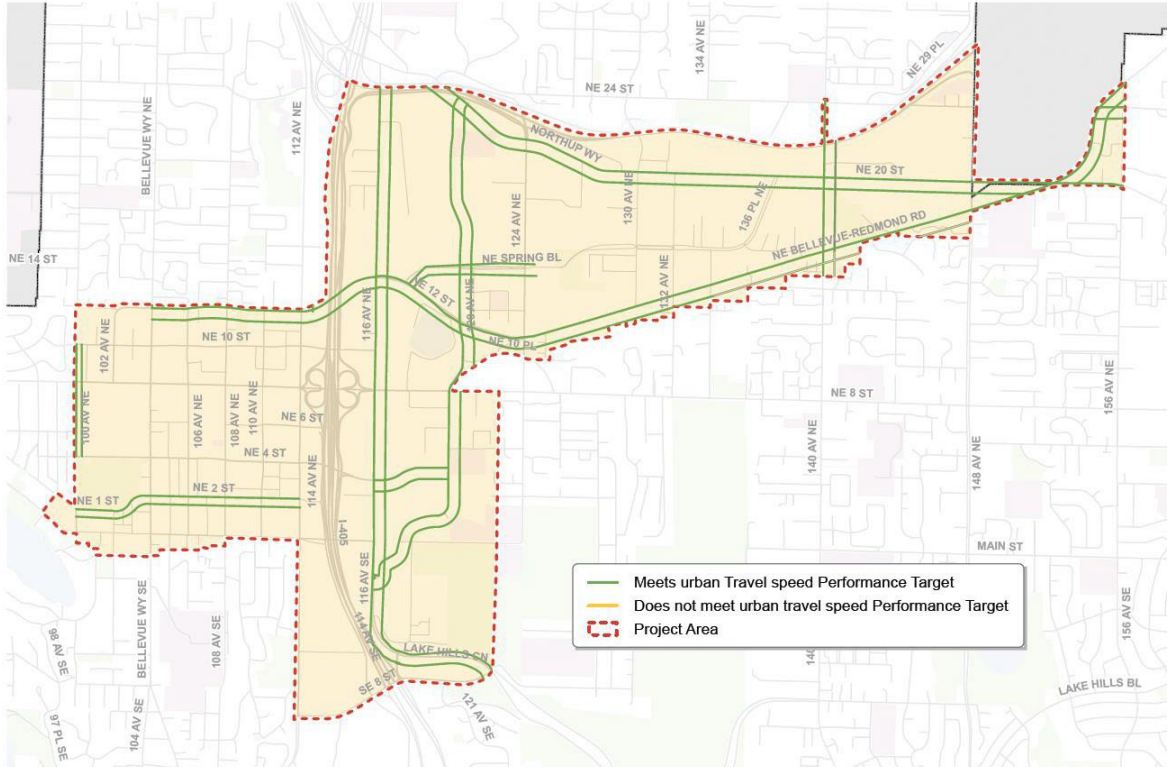 134 AV NE
NE 29 PL
NE 24 ST
BELLEVUE WY NE
112 AV NE
NORTHUP WY
NE 20 ST
130 AV NE
124 AV NE
136 PL NE
NE BELLEVUE-REDMOND RD
NE 14 ST
NE SPRING BL
NE 12 ST
132 AV NE
116 AV NE
120 AV NE
NE 10 ST
NE 10 PL
102 AV NE
100 AV NE
106 AV NE
108 AV NE
110 AV NE
NE 6 ST
NE 8 ST
156 AV NE
NE 4 ST
114 AV NE
140 AV NE
148 AV NE
NE 1 ST
NE 2 ST
I-405
MAIN ST
116 AV SE
114 AV SE
BELLEVUE WY SE
108 AV SE
98 AV SE
97 PL SE
104 AV SE
LAKE HILLS CN
SE 8 ST
121 AV SE
140
156 AV SE
LAKE HILLS BL
Meets urban Travel speed Performance Target
Does not meet urban travel speed Performance Target
Project Area